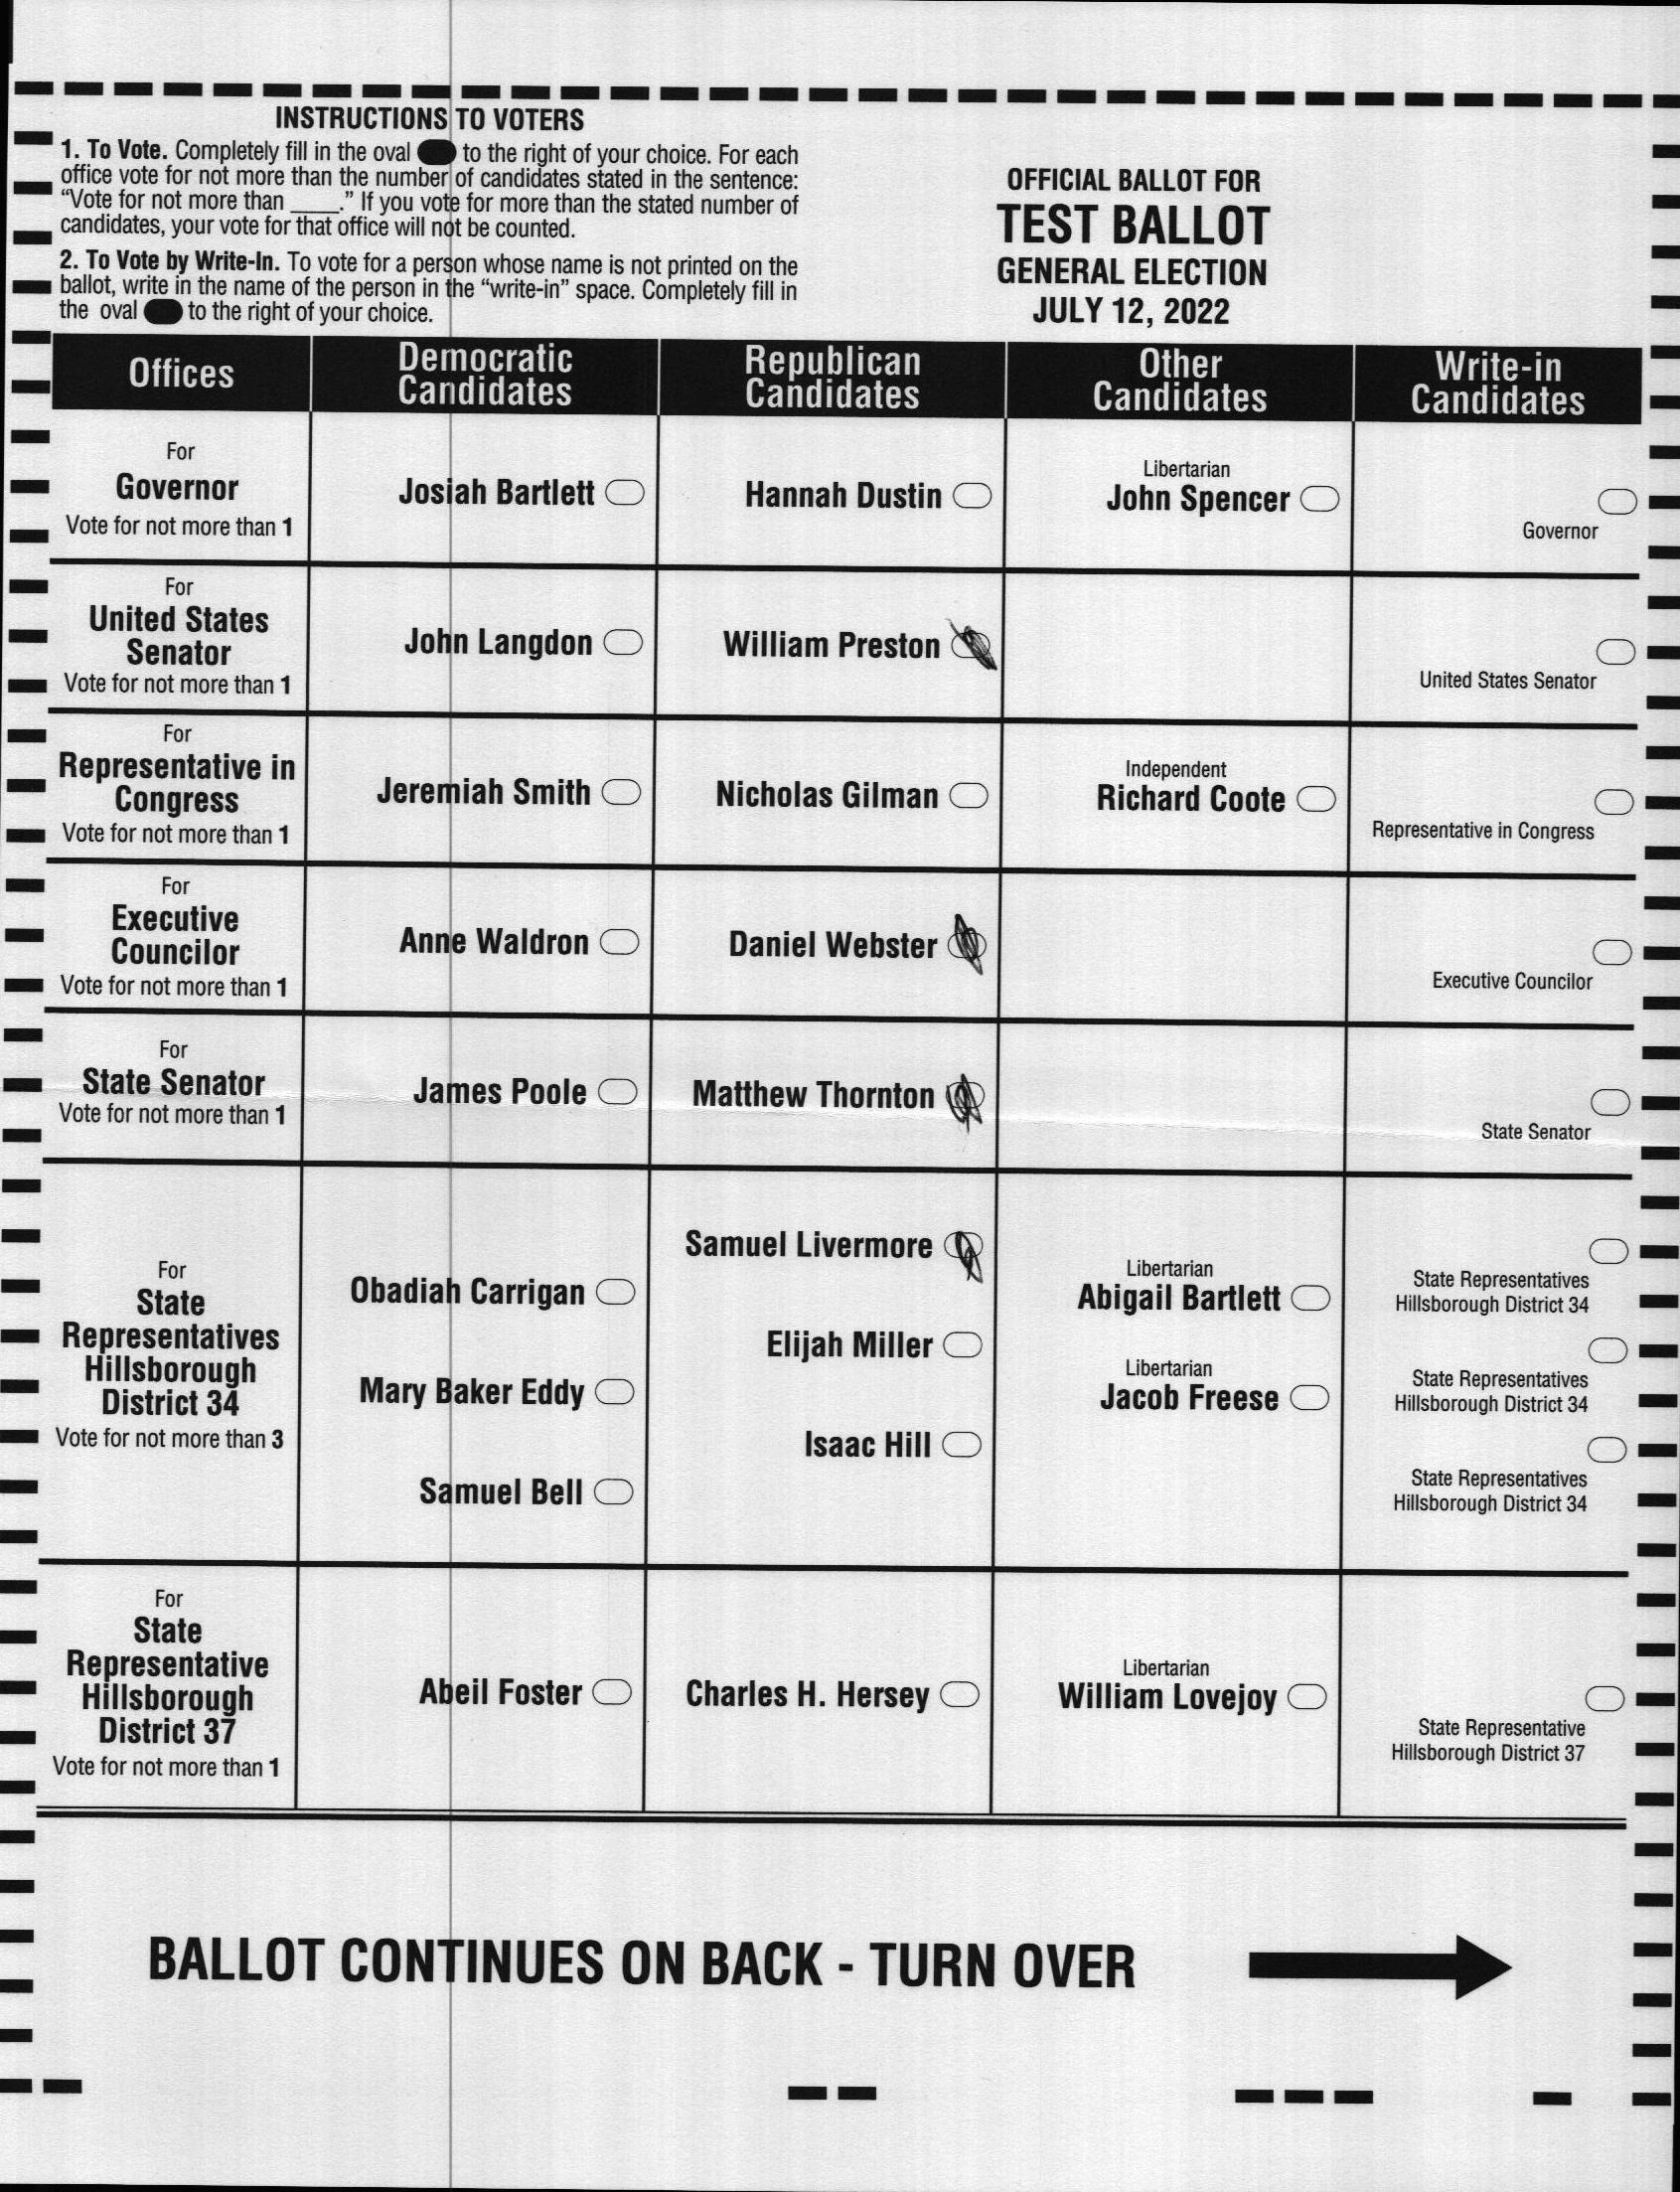 INSTRUCTIONS TO VOTERS
1. To Vote. Completely fill in the oval to the right of your choice. For each
office vote for not more than the number of candidates stated in the sentence:
“Vote for not more than ____.” If you vote for more than the stated number of
candidates, your vote for that office will not be counted.
2. To Vote by Write-In. To vote for a person whose name is not printed on the
ballot, write in the name of the person in the “write-in” space. Completely fill in
the oval to the right of your choice.
OFFICIAL BALLOT FOR
TEST BALLOT
GENERAL ELECTION
JULY 12, 2022
Offices
Democratic
Candidates
Republican
Candidates
Other
Candidates
Write-in
Candidates
For
Governor
Vote for not more than 1
Josiah Bartlett
Hannah Dustin
Libertarian
John Spencer
Governor
For
United States
Senator
Vote for not more than 1
John Langdon
William Preston
United States Senator
For
Representative in
Congress
Vote for not more than 1
Jeremiah Smith
Nicholas Gilman
Independent
Richard Coote
Representative in Congress
For
Executive
Councilor
Vote for not more than 1
Anne Waldron
Daniel Webster
Executive Councilor
For
State Senator
Vote for not more than 1
James Poole
Matthew Thornton
State Senator
For
State
Representatives
Hillsborough
District 34
Vote for not more than 3
Obadiah Carrigan
Mary Baker Eddy
Samuel Bell
Samuel Livermore
Elijah Miller
Isaac Hill
Libertarian
Abigail Bartlett
Libertarian
Jacob Freese
State Representatives
Hillsborough District 34
State Representatives
Hillsborough District 34
State Representatives
Hillsborough District 34
For
State
Representative
Hillsborough
District 37
Vote for not more than 1
Abeil Foster
Charles H. Hersey
Libertarian
William Lovejoy
State Representative
Hillsborough District 37
BALLOT CONTINUES ON BACK - TURN OVER